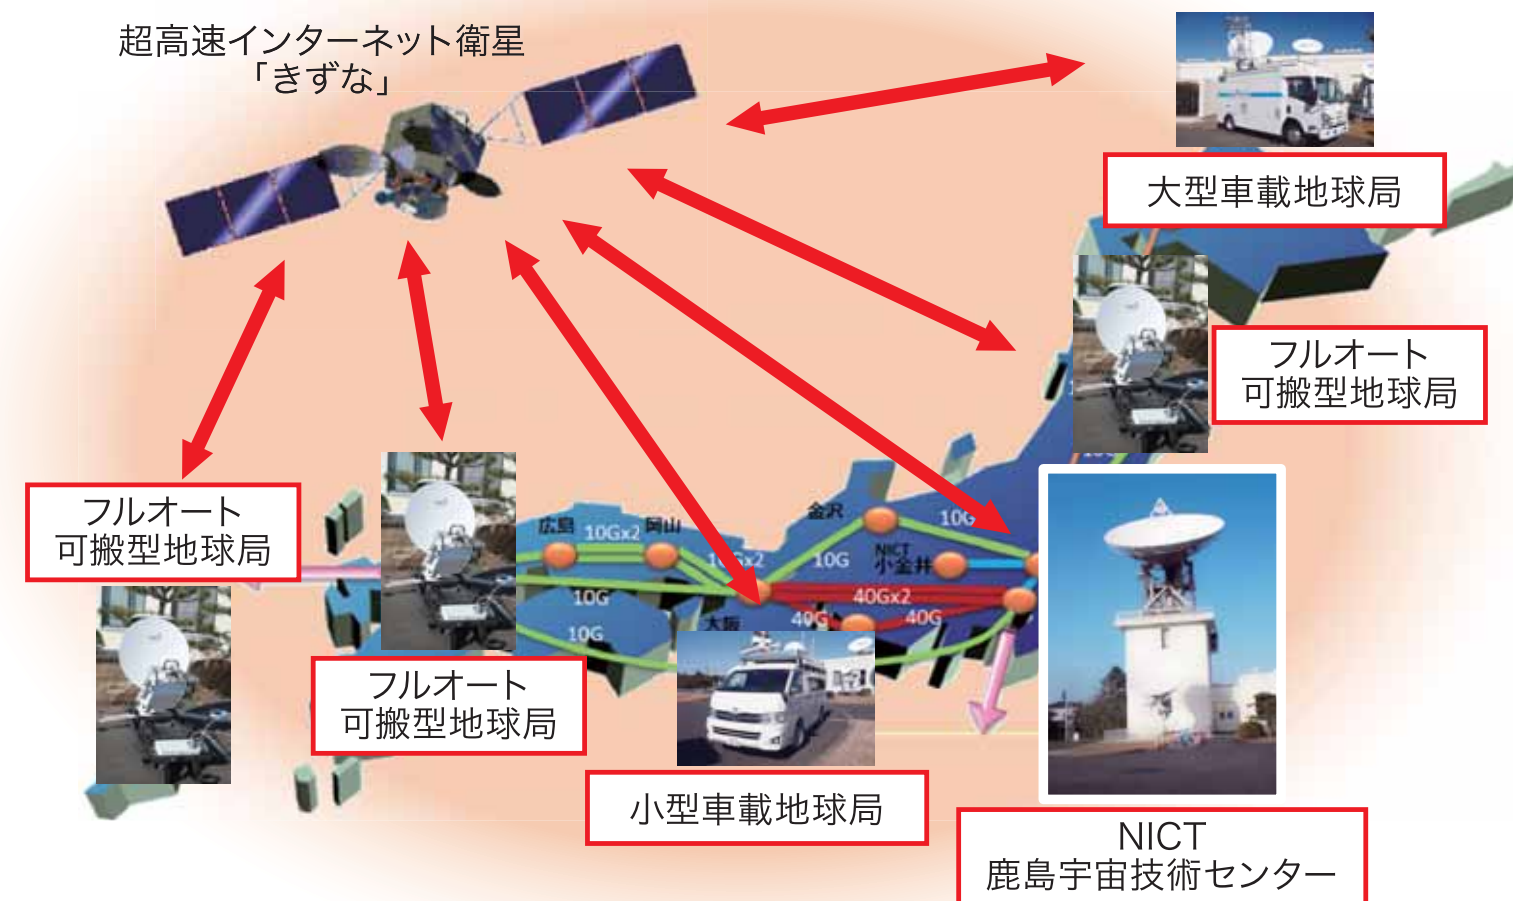 超高速インターネット衛星
「きずな」
大型車載地球局
フルオート
可搬型地球局
フルオート
可搬型地球局
フルオート
可搬型地球局
広島
10Gx2
岡山
10Gx2
金沢
10G
10G
NICT
小金井
10G
10G
40Gx2
40G
40G
大阪
10G
小型車載地球局
NICT
鹿島宇宙技術センター